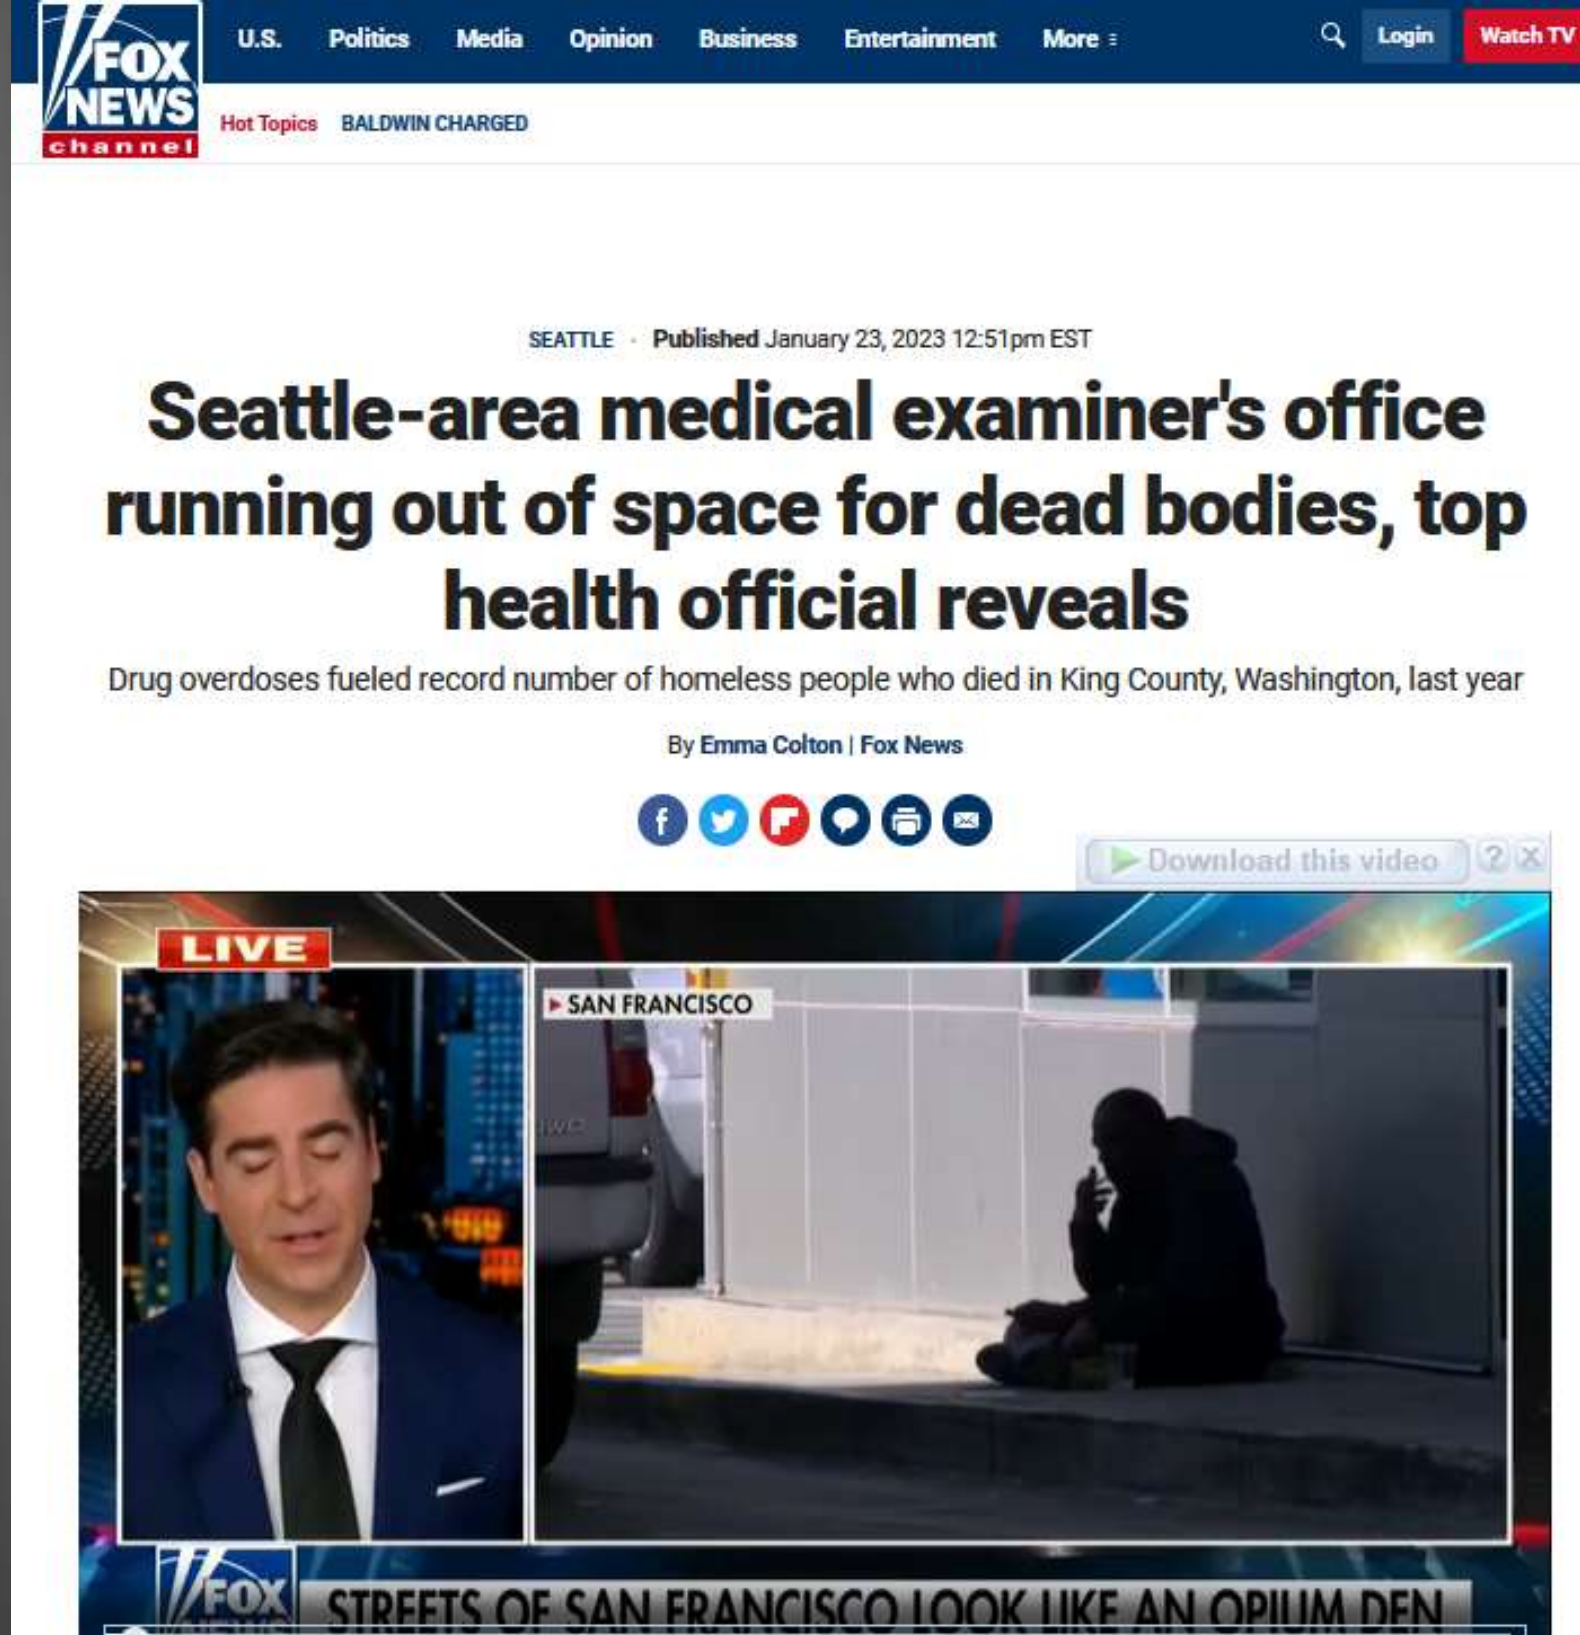 FOX
NEWS
channel
U.S. Politics Media Opinion Business Entertainment More Login Watch TV
Hot Topics BALDWIN CHARGED
SEATTLE · Published January 23, 2023 12:51pm EST
Seattle-area medical examiner's office
running out of space for dead bodies, top
health official reveals
Drug overdoses fueled record number of homeless people who died in King County, Washington, last year
By Emma Colton | Fox News
Download this video ? X
LIVE
SAN FRANCISCO
FOX
NEWS
STREETS OF SAN FRANCISCO LOOK LIKE AN OPIUM DEN